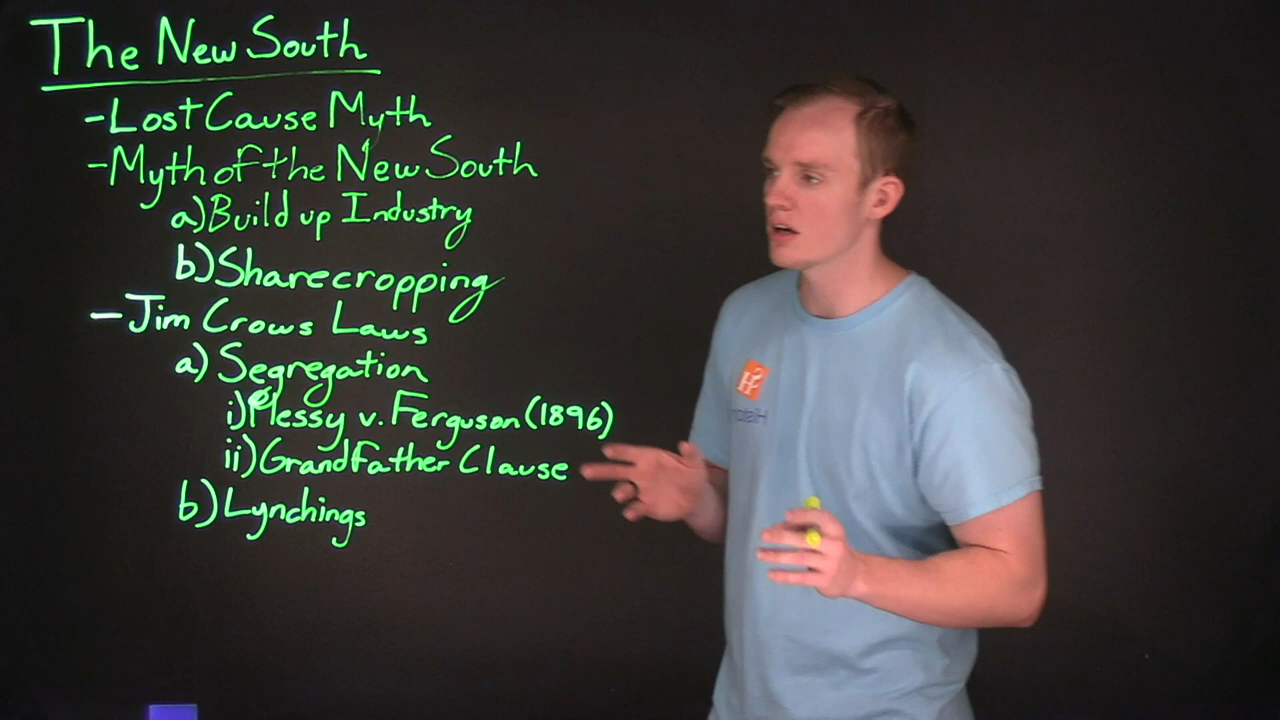 The New South
- Lost Cause Myth
- Myth of the New South
a) Build up Industry
b) Sharecropping
- Jim Crows Laws
a) Segregation
i) Plessy v. Ferguson (1896)
ii) Grandfather Clause
b) Lynchings